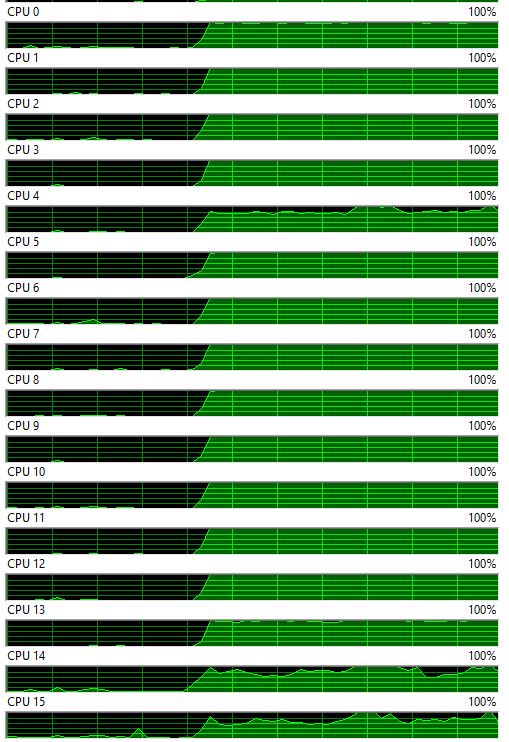 CPU 0 100%
CPU 1 100%
CPU 2 100%
CPU 3 100%
CPU 4 100%
CPU 5 100%
CPU 6 100%
CPU 7 100%
CPU 8 100%
CPU 9 100%
CPU 10 100%
CPU 11 100%
CPU 12 100%
CPU 13 100%
CPU 14 100%
CPU 15 100%